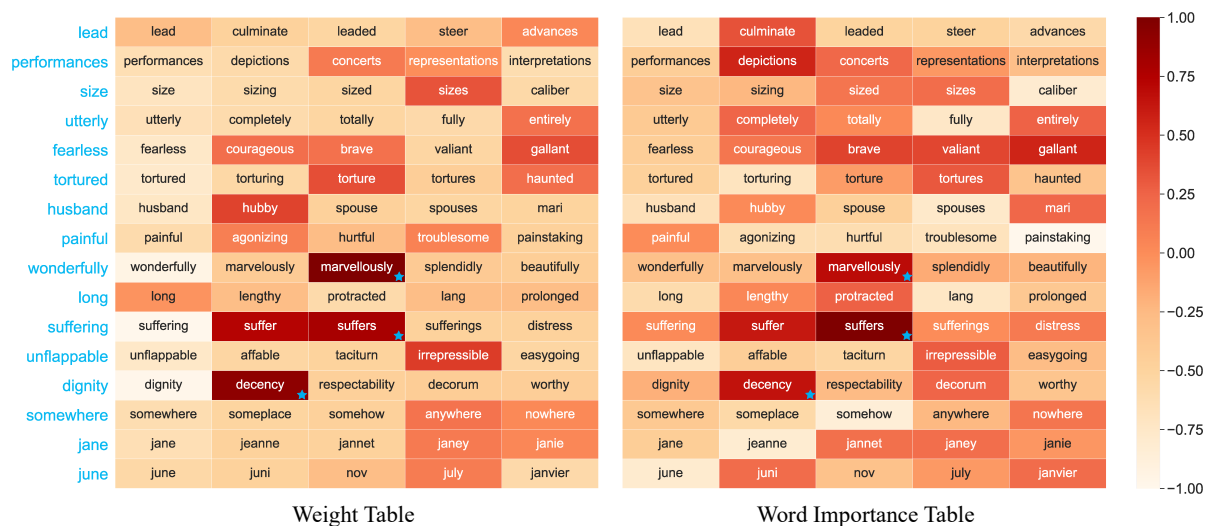 lead lead culminate leaded steer advances lead culminate leaded steer advances 1.00
performances performances depictions concerts representations interpretations performances depictions concerts representations interpretations 0.75
size size sizing sized sizes caliber size sizing sized sizes caliber
utterly utterly completely totally fully entirely utterly completely totally fully entirely 0.50
fearless fearless courageous brave valiant gallant fearless courageous brave valiant gallant
tortured tortured torturing torture tortures haunted tortured torturing torture tortures haunted 0.25
husband husband hubby spouse spouses mari husband hubby spouse spouses mari
painful painful agonizing hurtful troublesome painstaking painful agonizing hurtful troublesome painstaking 0.00
wonderfully wonderfully marvelously marvellously splendidly beautifully wonderfully marvelously marvellously splendidly beautifully
long long lengthy protracted lang prolonged long lengthy protracted lang prolonged −0.25
suffering suffering suffer suffers sufferings distress suffering suffer suffers sufferings distress
unflappable unflappable affable taciturn irrepressible easygoing unflappable affable taciturn irrepressible easygoing −0.50
dignity dignity decency respectability decorum worthy dignity decency respectability decorum worthy
somewhere somewhere someplace somehow anywhere nowhere somewhere someplace somehow anywhere nowhere −0.75
jane jane jeanne jannet janey janie jane jeanne jannet janey janie
june june juni nov july janvier june juni nov july janvier −1.00
Weight Table Word Importance Table